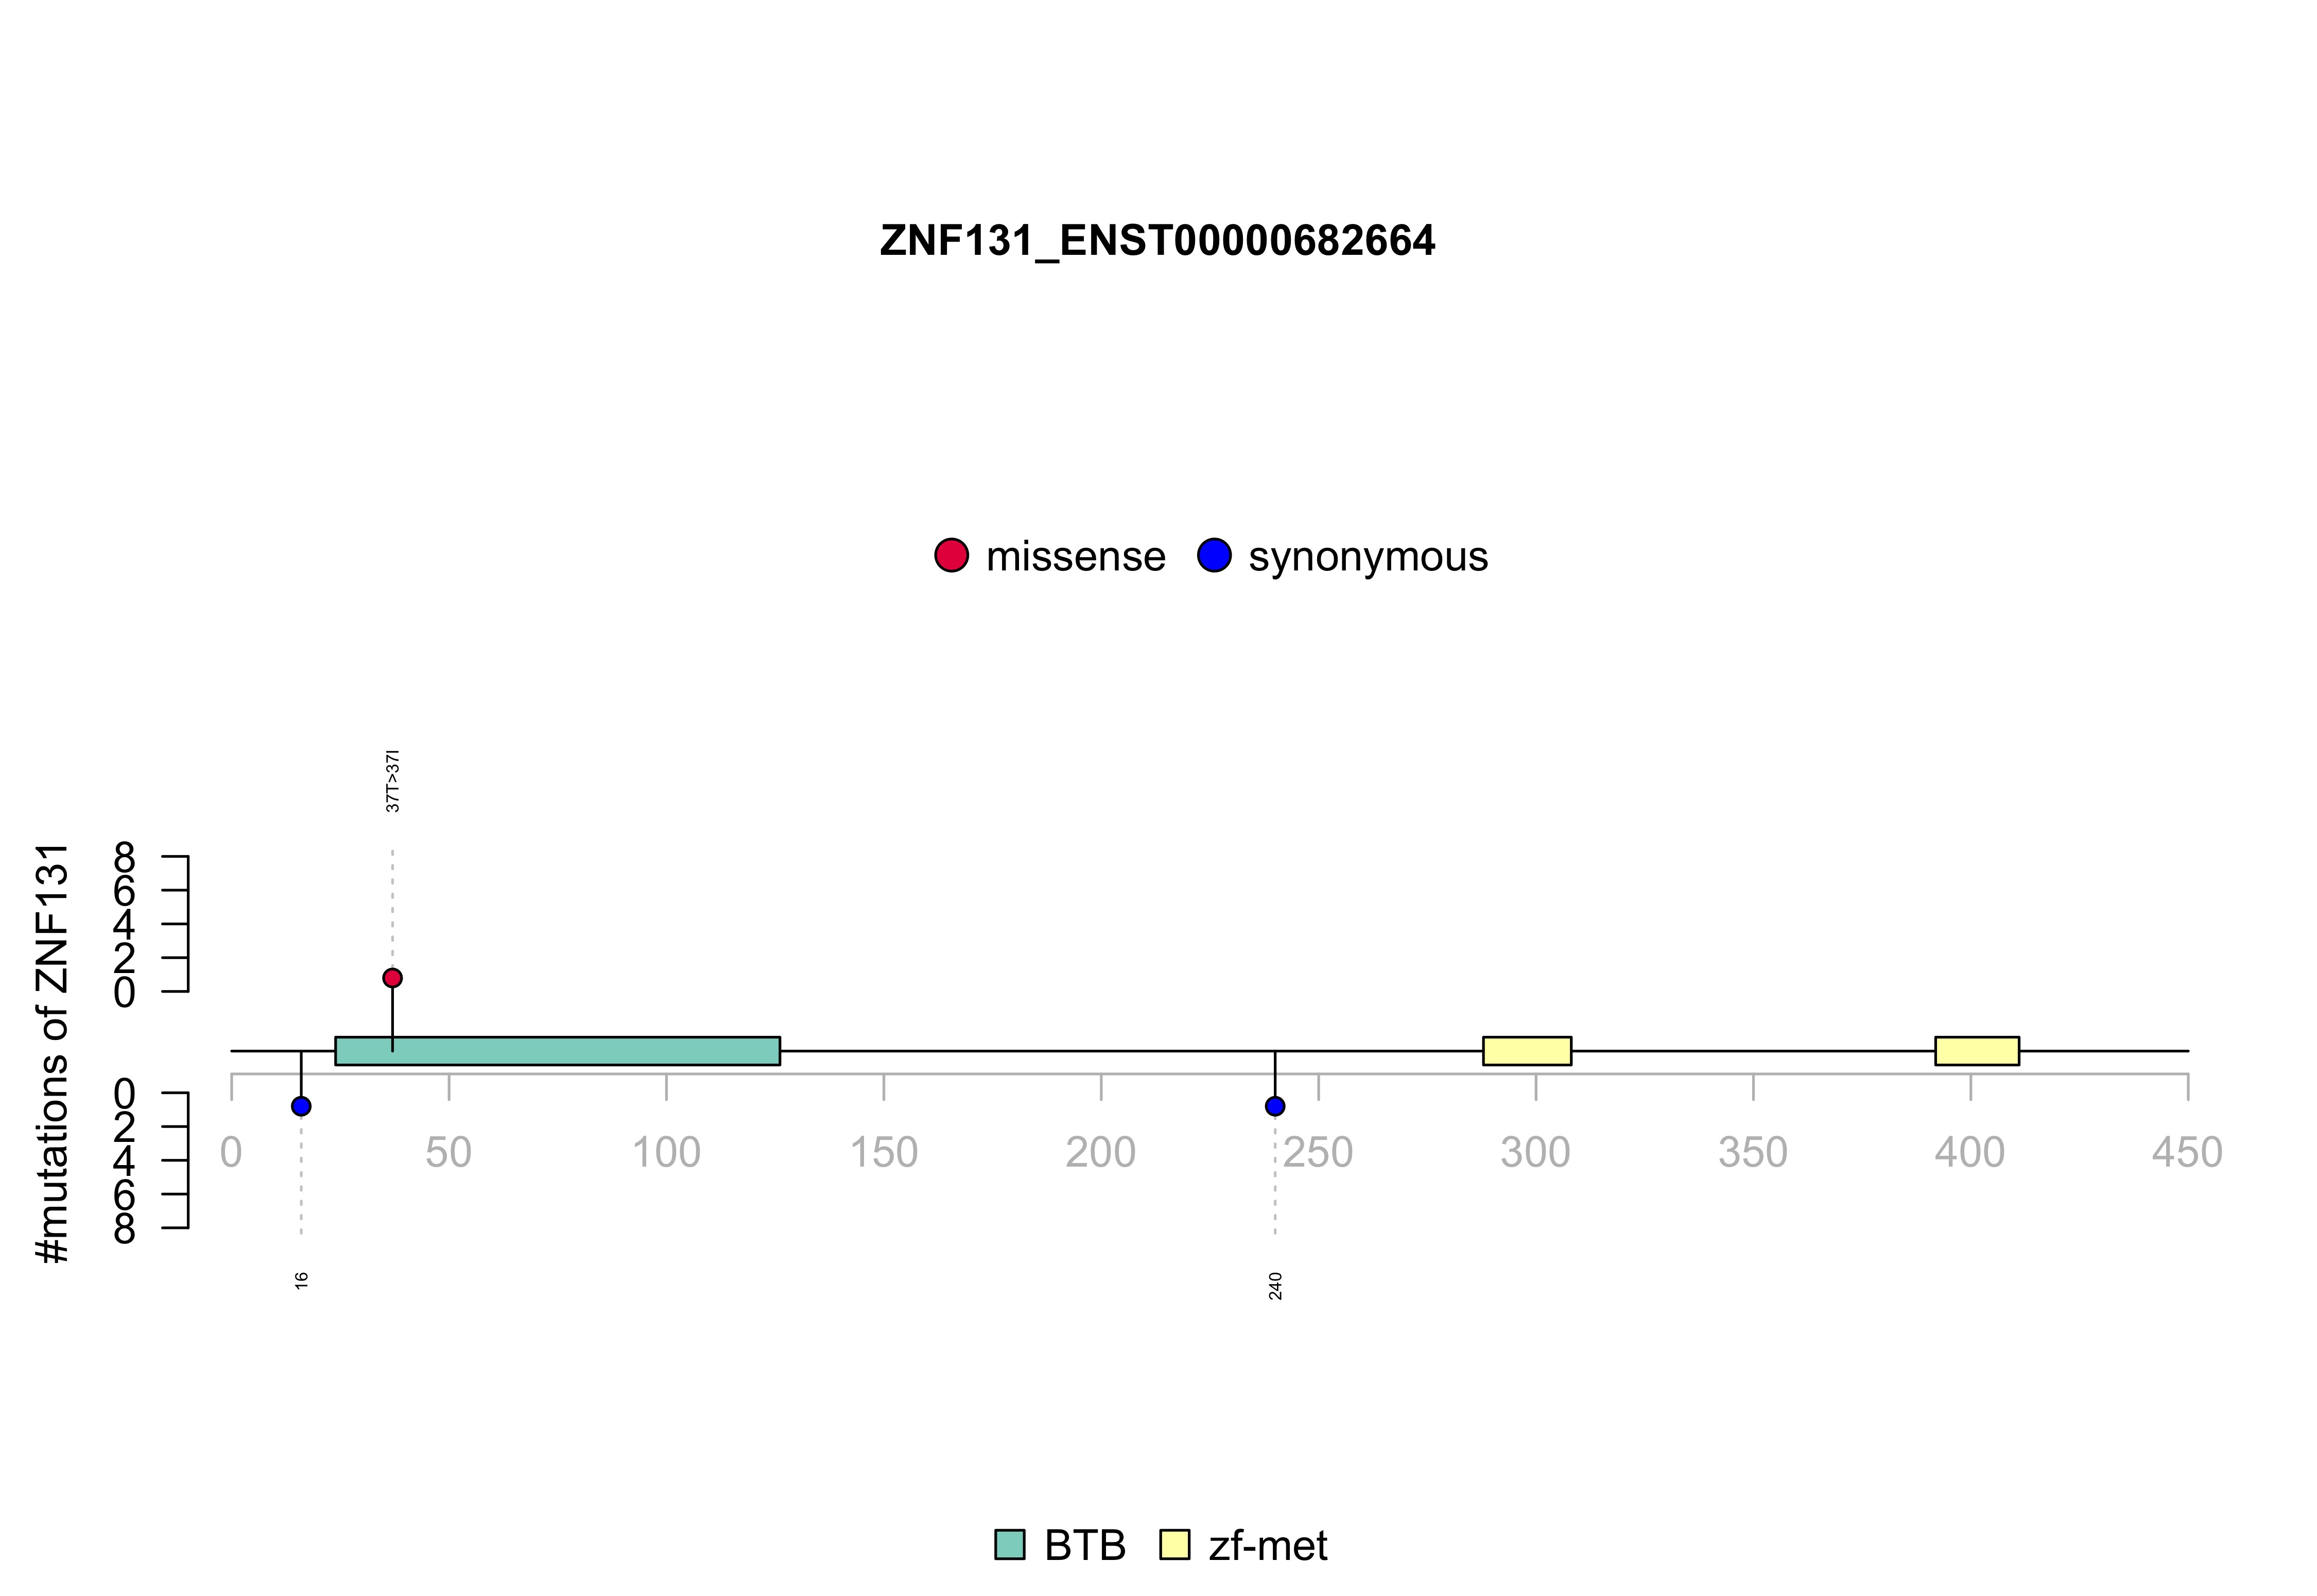 ZNF131_ENST00000682664
missense synonymous
37T>37I
#mutations of ZNF131
8
6
4
2
0
0
2
4
6
8
0 50 100 150 200 250 300 350 400 450
16 240
BTB zf-met